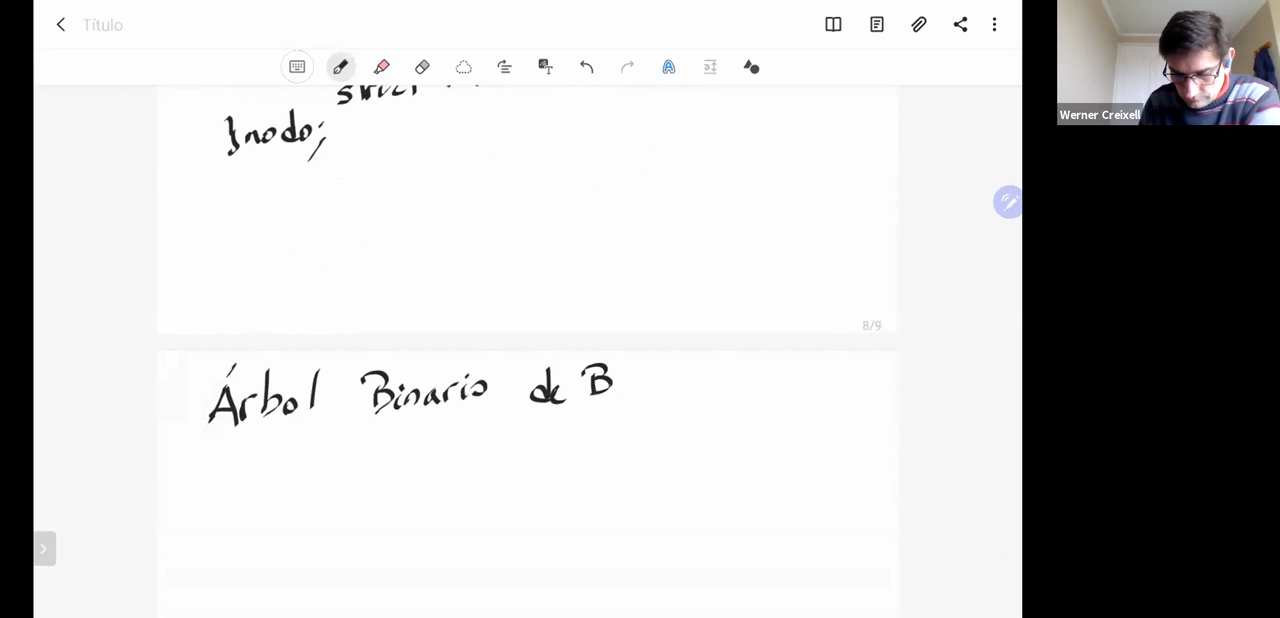 Título
}nodo;
8/9
Árbol Binario de B
Werner Creixell